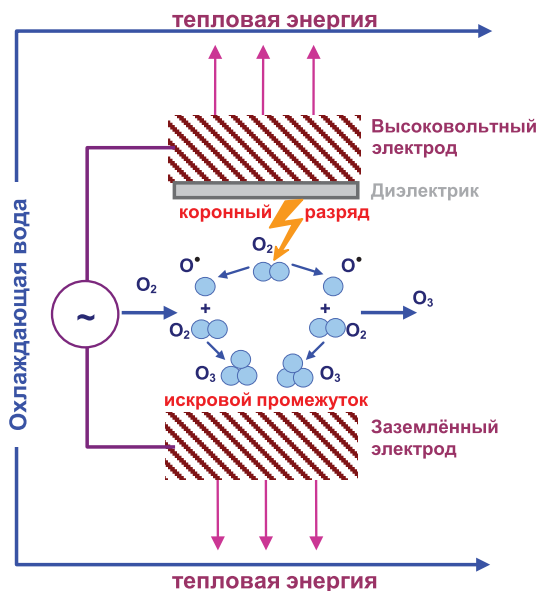 тепловая энергия
Высоковольтный
электрод
Диэлектрик
коронный разряд
Охлаждающая вода
O2
O•
O•
O2
~
+
+
O3
O2
O2
O3
O3
искровой промежуток
Заземлённый
электрод
тепловая энергия